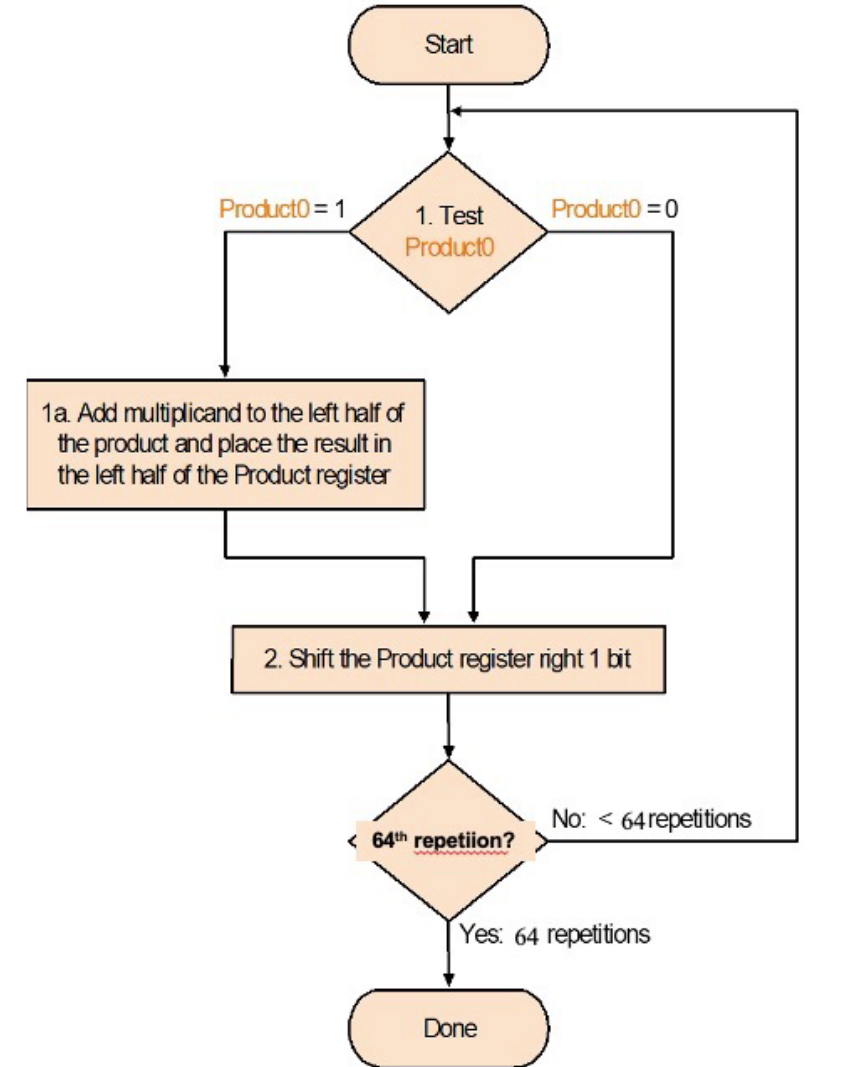 Start
Product0 = 1
1. Test
Product0
Product0 = 0
1a. Add multiplicand to the left half of
the product and place the result in
the left half of the Product register
2. Shift the Product register right 1 bit
64th repetiion?
No: < 64 repetitions
Yes: 64 repetitions
Done